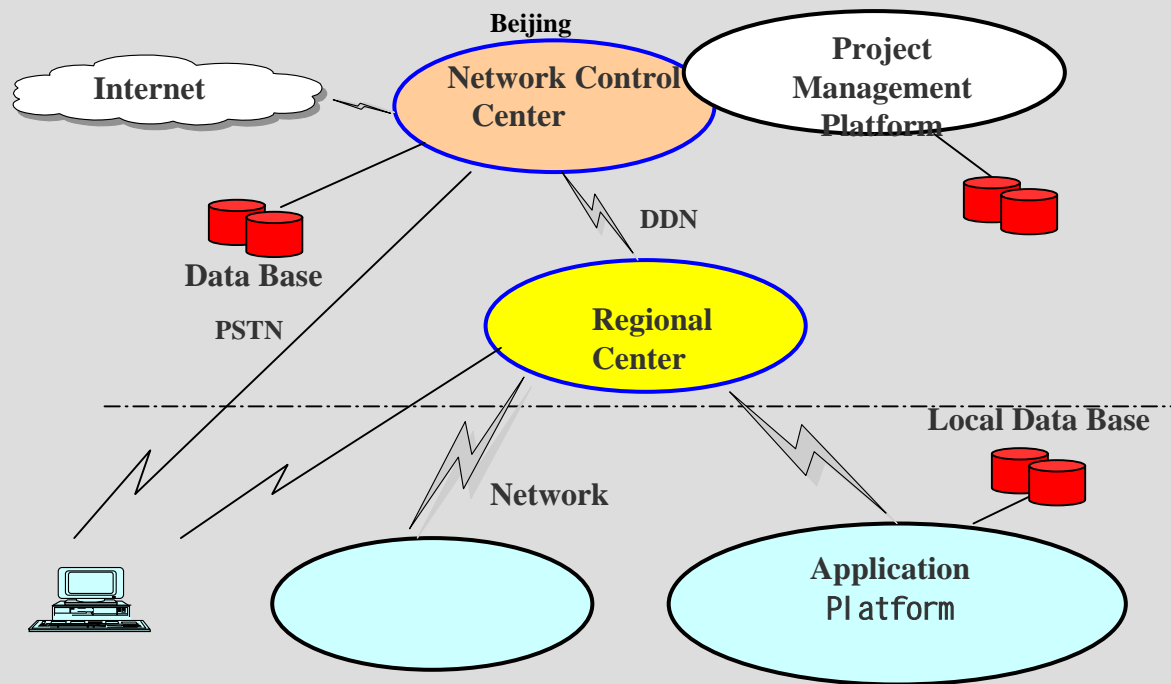 Beijing
Internet
Network Control
Center
Project
Management
Platform
DDN
Data Base
PSTN
Regional
Center
Local Data Base
Network
Application
Platform